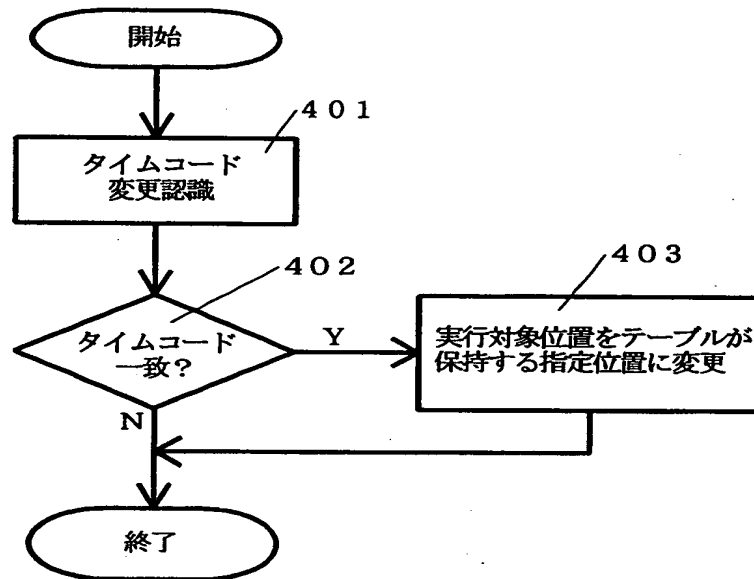 開始
４０１
タイムコード
変更認識
４０２
タイムコード
一致？
Y
N
４０３
実行対象位置をテーブルが
保持する指定位置に変更
終了